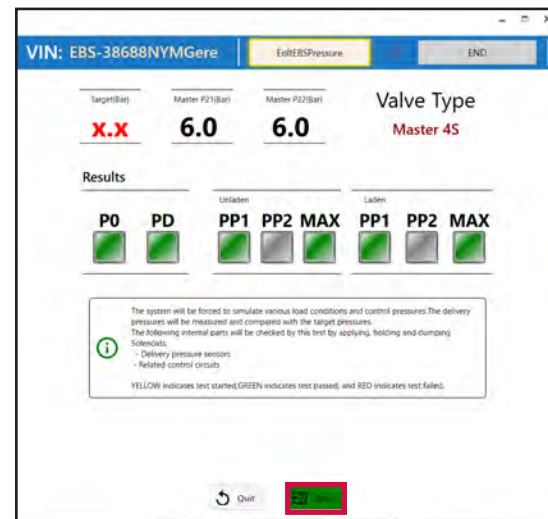 VIN: EBS-38688NYMGere EoltEBSPressure END
Target(Bar) Master P21(Bar) Master P22(Bar) Valve Type
x.x 6.0 6.0 Master 4S
Results
Unladen Laden
P0 PD PP1 PP2 MAX PP1 PP2 MAX
The system will be forced to simulate various load conditions and control pressures.The delivery
pressures will be measured and compared with the target pressures.
The following internal parts will be checked by this test by applying, holding and dumping
Solenoids,
- Delivery pressure sensors
- Related control circuits
YELLOW indicates test started,GREEN indicates test passed, and RED indicates test failed.
Quit